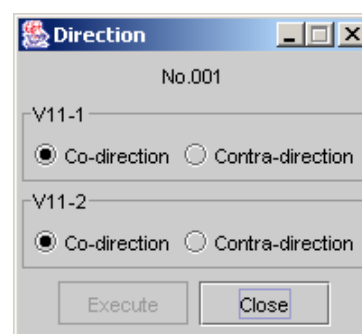 Direction
No.001
V11-1
Co-direction Contra-direction
V11-2
Co-direction Contra-direction
Execute Close